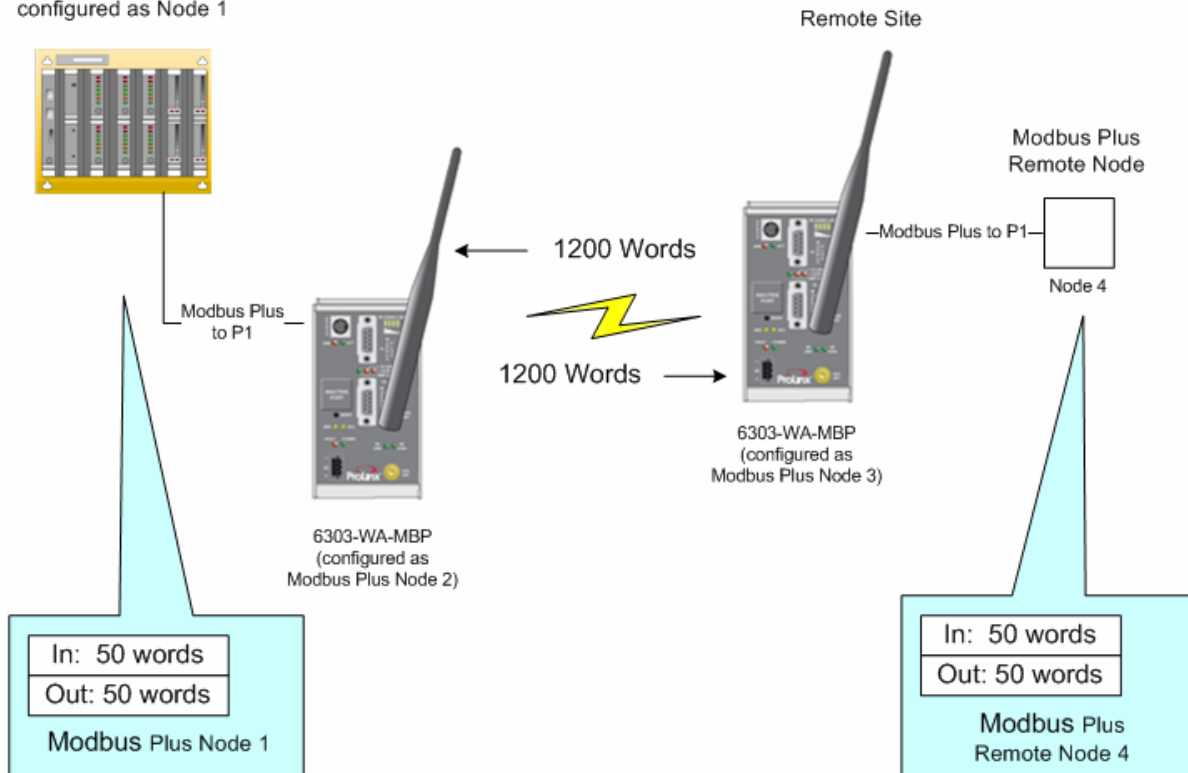 configured as Node 1
Remote Site
Modbus Plus
Remote Node
1200 Words
Modbus Plus to P1
Node 4
Modbus Plus
to P1
1200 Words
ProLinx
ProLinx
6303-WA-MBP
(configured as
Modbus Plus Node 3)
6303-WA-MBP
(configured as
Modbus Plus Node 2)
In: 50 words
Out: 50 words
Modbus Plus Node 1
In: 50 words
Out: 50 words
Modbus Plus
Remote Node 4